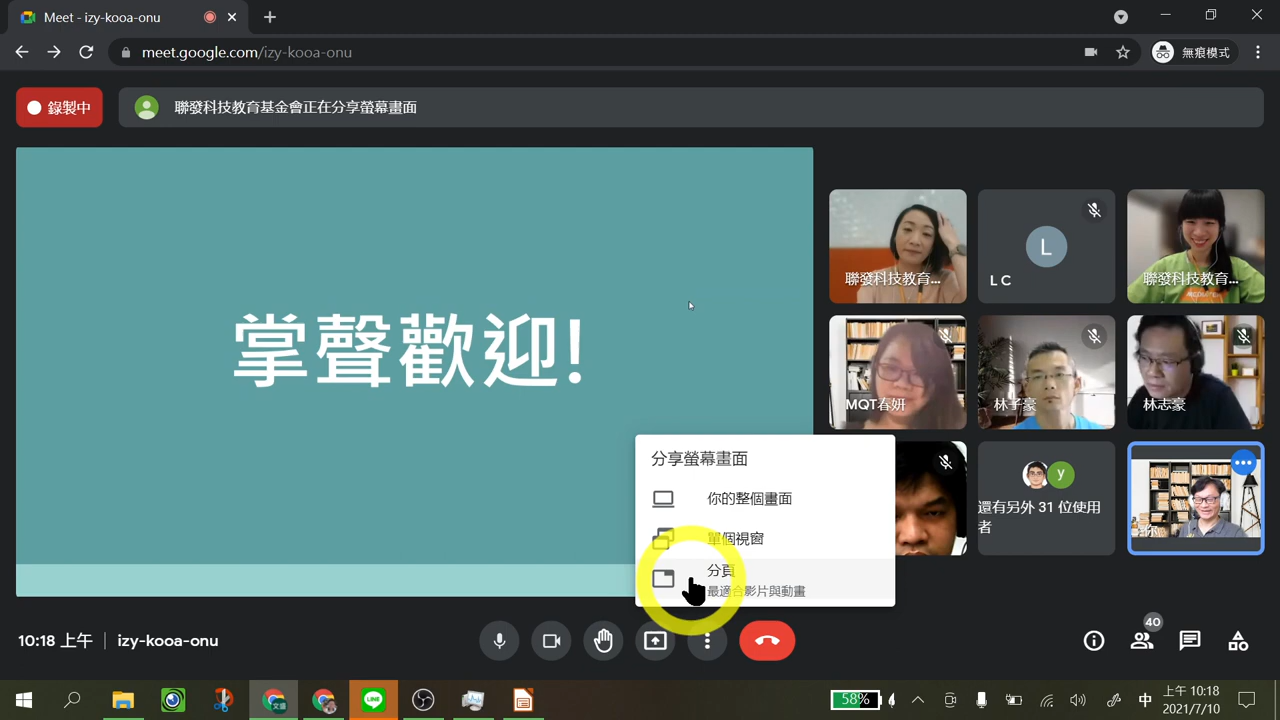 Meet - izy-kooa-onu
meet.google.com/izy-kooa-onu
無痕模式
錄製中
聯發科技教育基金會正在分享螢幕畫面
掌聲歡迎!
聯發科技教育...
L
L C
聯發科技教育...
MQT春妍
林子豪
林志豪
y
還有另外 31 位使用者
你
分享螢幕畫面
你的整個畫面
單個視窗
分頁
最適合影片與動畫
10:18 上午
izy-kooa-onu
40
58%
中
上午 10:18
2021/7/10